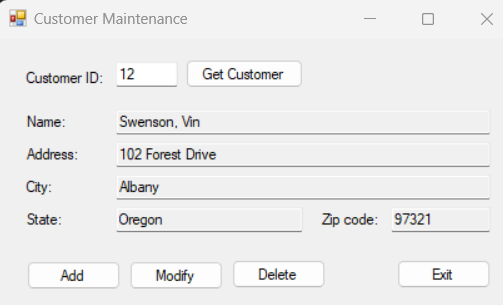 Customer Maintenance
Customer ID: 12 Get Customer
Name: Swenson, Vin
Address: 102 Forest Drive
City: Albany
State: Oregon Zip code: 97321
Add Modify Delete Exit